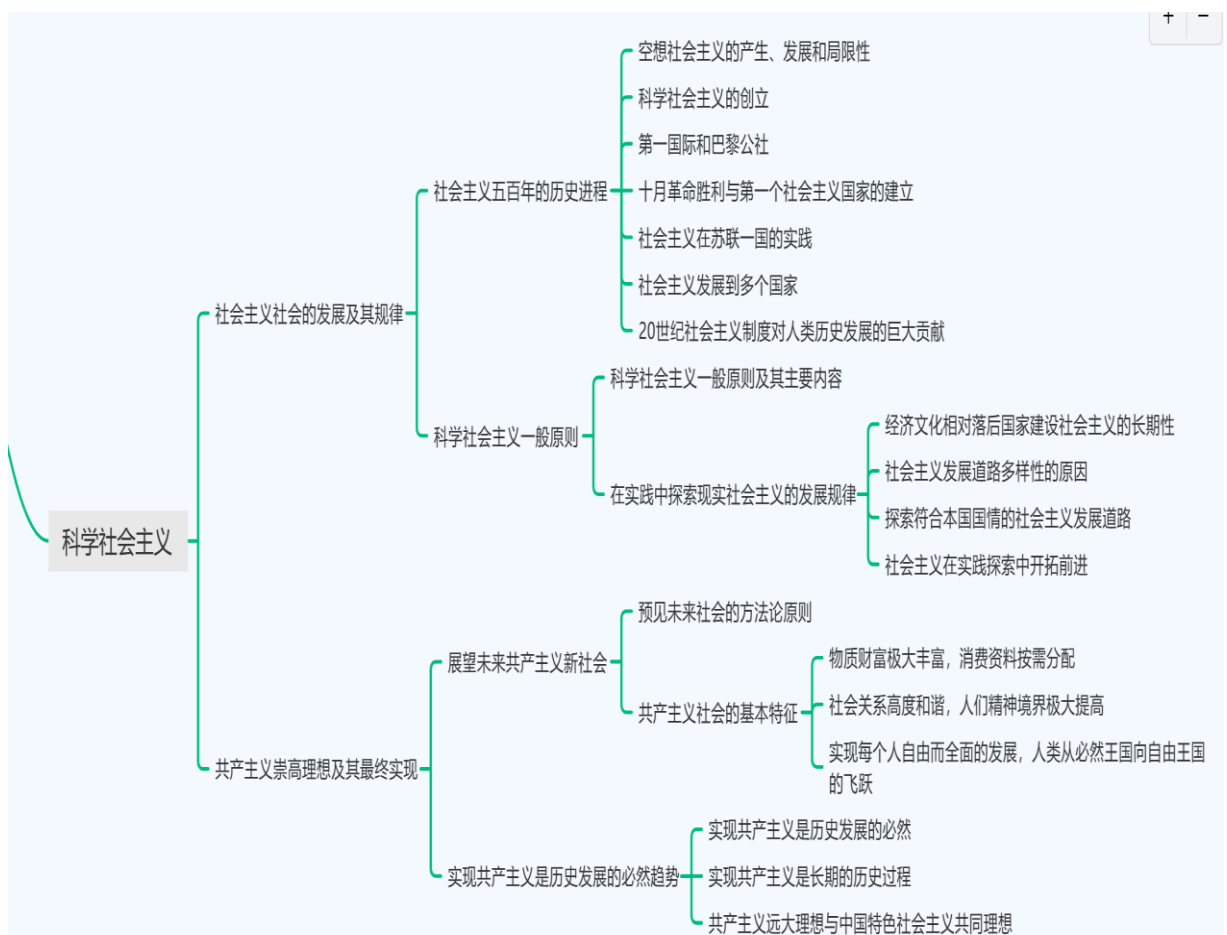 + −
空想社会主义的产生、发展和局限性
科学社会主义的创立
第一国际和巴黎公社
社会主义五百年的历史进程
十月革命胜利与第一个社会主义国家的建立
社会主义在苏联一国的实践
社会主义发展到多个国家
社会主义社会的发展及其规律
20世纪社会主义制度对人类历史发展的巨大贡献
科学社会主义一般原则及其主要内容
科学社会主义一般原则
经济文化相对落后国家建设社会主义的长期性
社会主义发展道路多样性的原因
在实践中探索现实社会主义的发展规律
探索符合本国国情的社会主义发展道路
社会主义在实践探索中开拓前进
科学社会主义
预见未来社会的方法论原则
展望未来共产主义新社会
物质财富极大丰富，消费资料按需分配
共产主义社会的基本特征
社会关系高度和谐，人们精神境界极大提高
实现每个人自由而全面的发展，人类从必然王国向自由王国
的飞跃
共产主义崇高理想及其最终实现
实现共产主义是历史发展的必然
实现共产主义是历史发展的必然趋势
实现共产主义是长期的历史过程
共产主义远大理想与中国特色社会主义共同理想